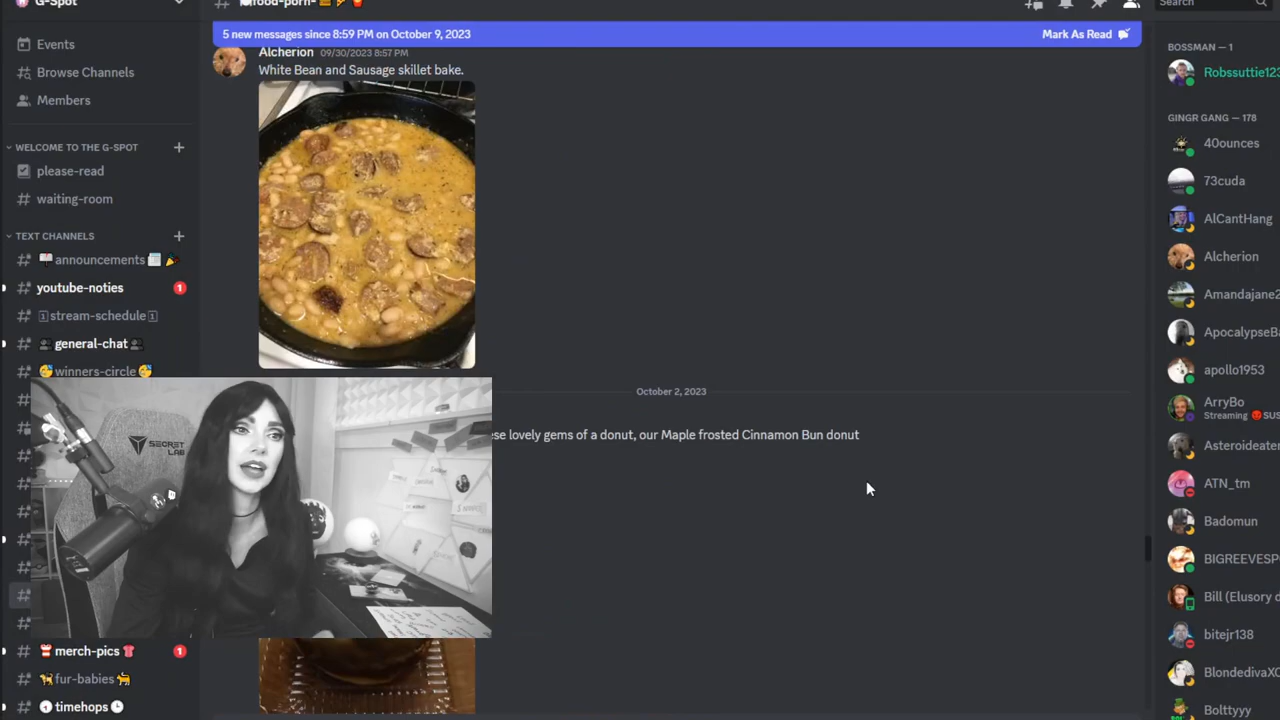 G-Spot
food-porn-
Search
5 new messages since 8:59 PM on October 9, 2023
Mark As Read
Events
Browse Channels
Members
WELCOME TO THE G-SPOT
please-read
waiting-room
TEXT CHANNELS
announcements
youtube-noties 1
stream-schedule
general-chat
winners-circle
merch-pics 1
fur-babies
timehops
Alcherion 09/30/2023 8:57 PM
White Bean and Sausage skillet bake.
October 2, 2023
ese lovely gems of a donut, our Maple frosted Cinnamon Bun donut
SECRET
LAB
BOSSMAN — 1
Robssuttie123
GINGR GANG — 178
40ounces
73cuda
AlCantHang
Alcherion
Amandajane2
ApocalypseBa
apollo1953
ArryBo
Streaming SUS
Asteroideater
ATN_tm
Badomun
BIGREEVESP
Bill (Elusory d
bitejr138
BlondedivaXO
Boltttyyy